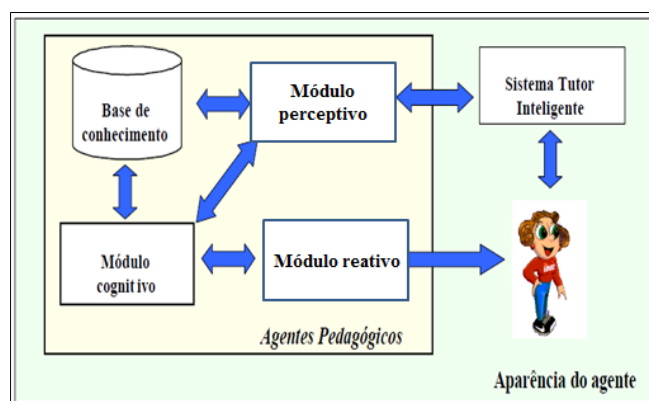 Base de
conhecimento
Módulo
perceptivo
Sistema Tutor
Inteligente
Módulo
cognitivo
Módulo reativo
Agentes Pedagógicos
Aparência do agente